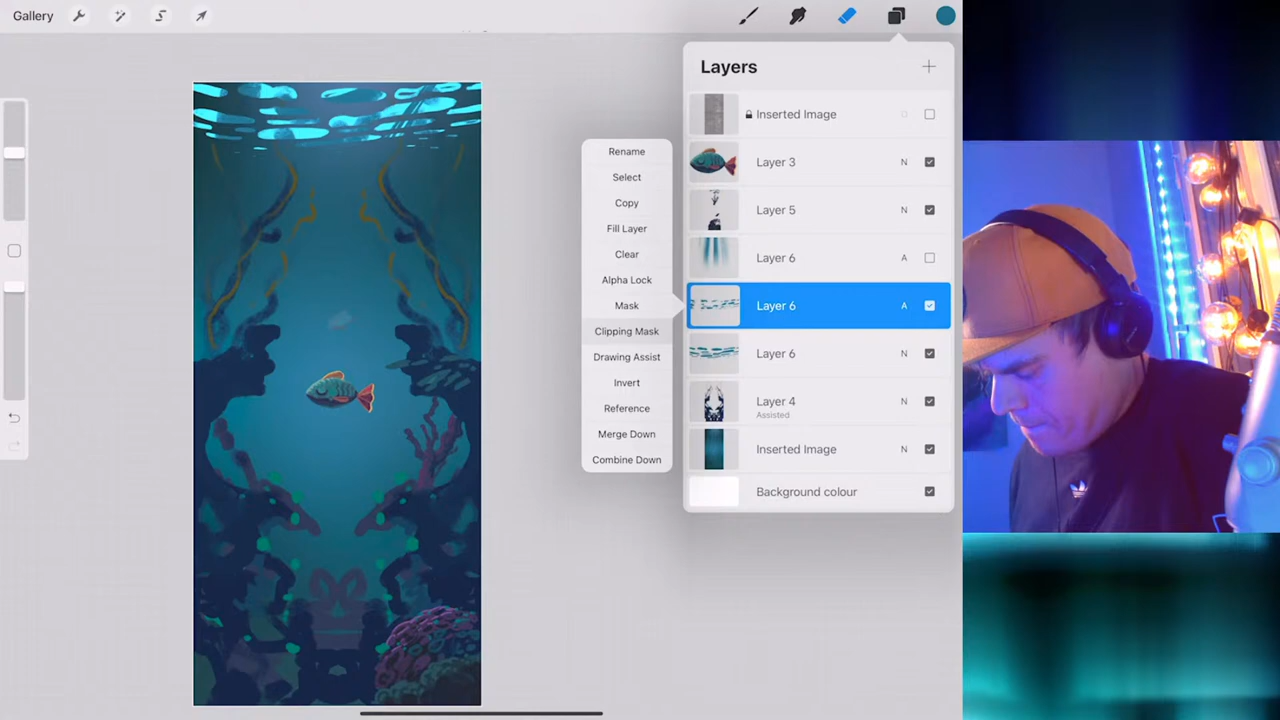 Gallery
Layers
Inserted Image
Layer 3 N
Layer 5 N
Layer 6 A
Layer 6 A
Layer 6 N
Layer 4 N
Assisted
Inserted Image N
Background colour
Rename
Select
Copy
Fill Layer
Clear
Alpha Lock
Mask
Clipping Mask
Drawing Assist
Invert
Reference
Merge Down
Combine Down